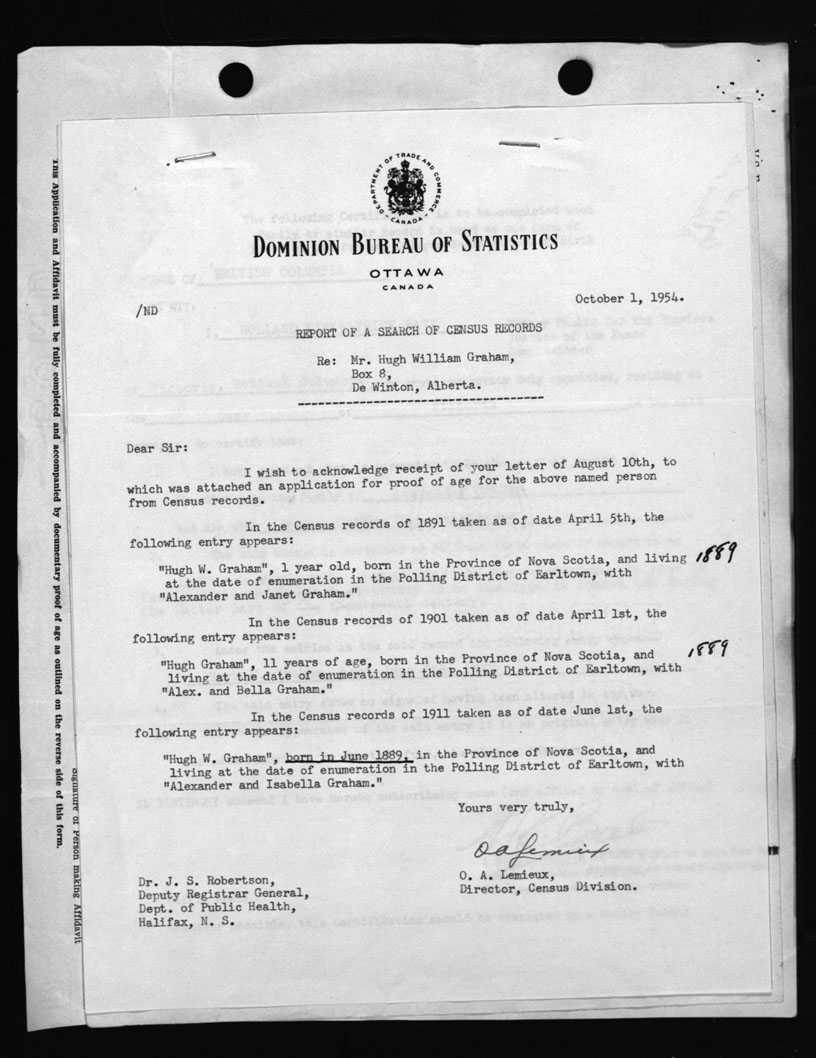 DEPARTMENT OF TRADE AND COMMERCE
CANADA
DOMINION BUREAU OF STATISTICS
OTTAWA
CANADA
October 1, 1954.
/ND
REPORT OF A SEARCH OF CENSUS RECORDS
Re: Mr. Hugh William Graham,
Box 8,
De Winton, Alberta.
Dear Sir:
I wish to acknowledge receipt of your letter of August 10th, to
which was attached an application for proof of age for the above named person
from Census records.
In the Census records of 1891 taken as of date April 5th, the
following entry appears:
"Hugh W. Graham", 1 year old, born in the Province of Nova Scotia, and living 1889
at the date of enumeration in the Polling District of Earltown, with
"Alexander and Janet Graham."
In the Census records of 1901 taken as of date April 1st, the
following entry appears:
"Hugh Graham", 11 years of age, born in the Province of Nova Scotia, and 1889
living at the date of enumeration in the Polling District of Earltown, with
"Alex. and Bella Graham."
In the Census records of 1911 taken as of date June 1st, the
following entry appears:
"Hugh W. Graham", born in June 1889, in the Province of Nova Scotia, and
living at the date of enumeration in the Polling District of Earltown, with
"Alexander and Isabella Graham."
Yours very truly,
O A Lemieux
O. A. Lemieux,
Director, Census Division.
Dr. J. S. Robertson,
Deputy Registrar General,
Dept. of Public Health,
Halifax, N. S.
This Application and Affidavit must be fully completed and accompanied by documentary proof of age as outlined on the reverse side of this form.
Signature of Person making Affidavit